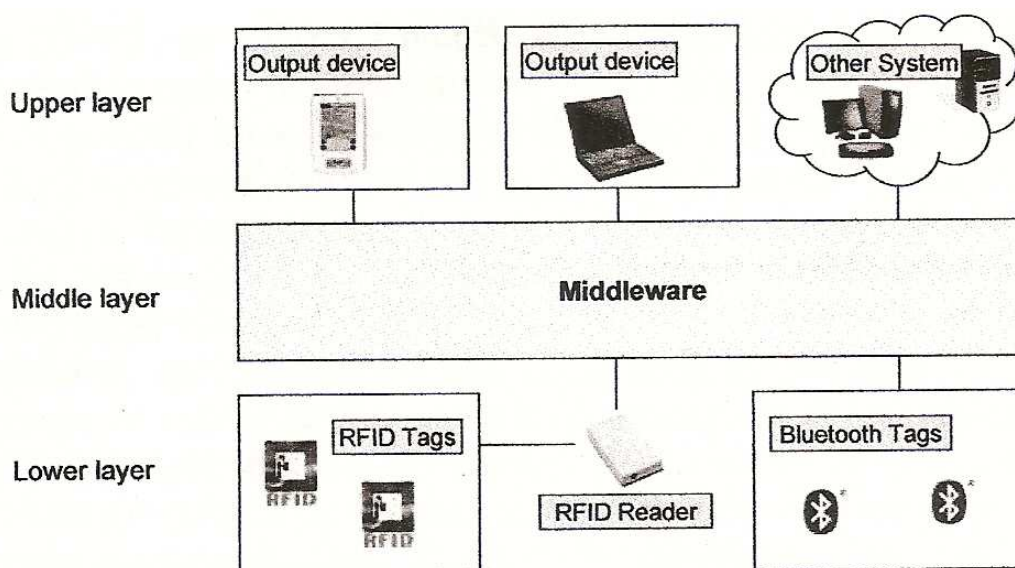 Output device
Output device
Other System
Upper layer
Middleware
Middle layer
RFID Tags
Bluetooth Tags
Lower layer
RFID
RFID
RFID Reader